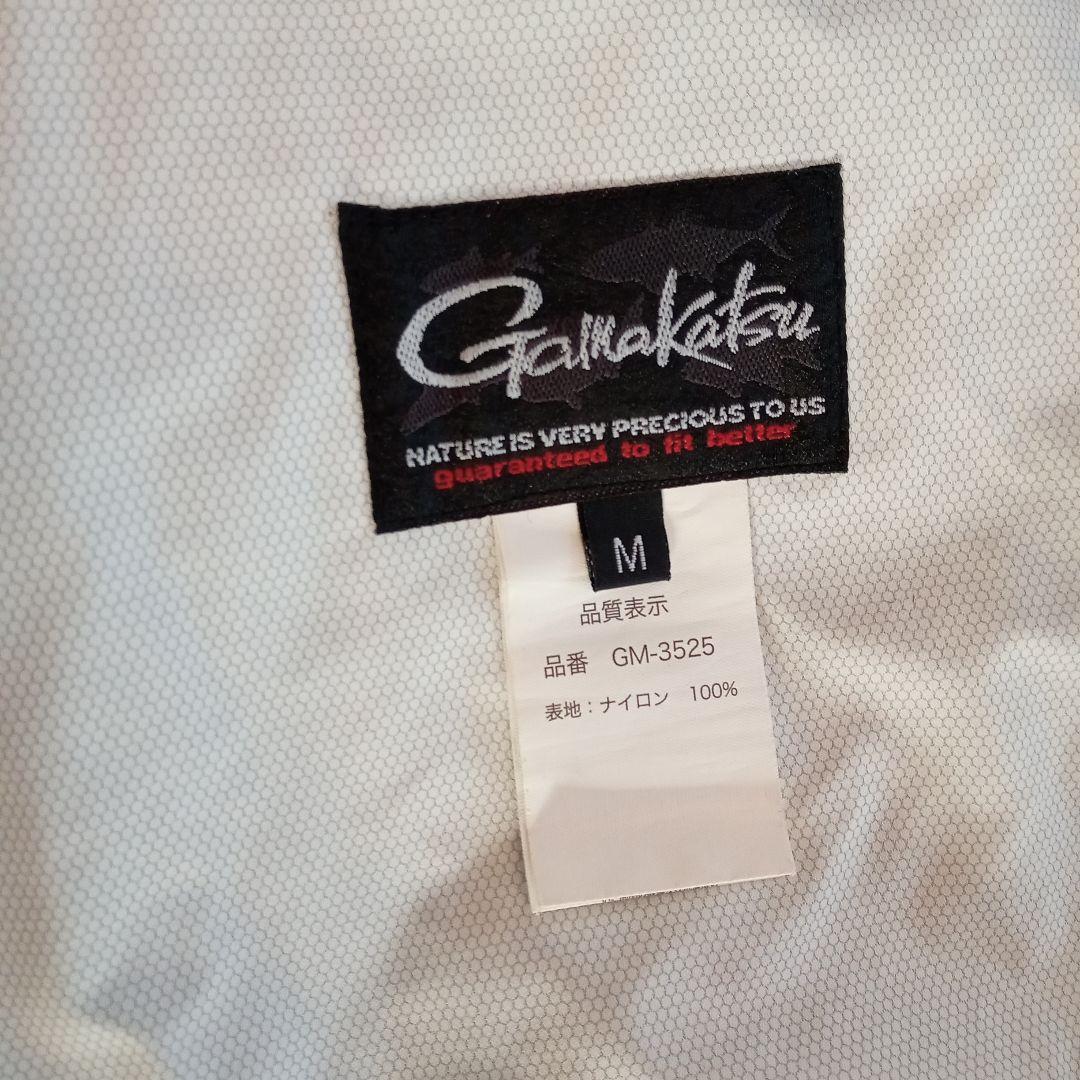 Gamakatsu
NATURE IS VERY PRECIOUS TO US
guaranteed to fit better
M
品質表示
品番 GM-3525
表地：ナイロン 100%